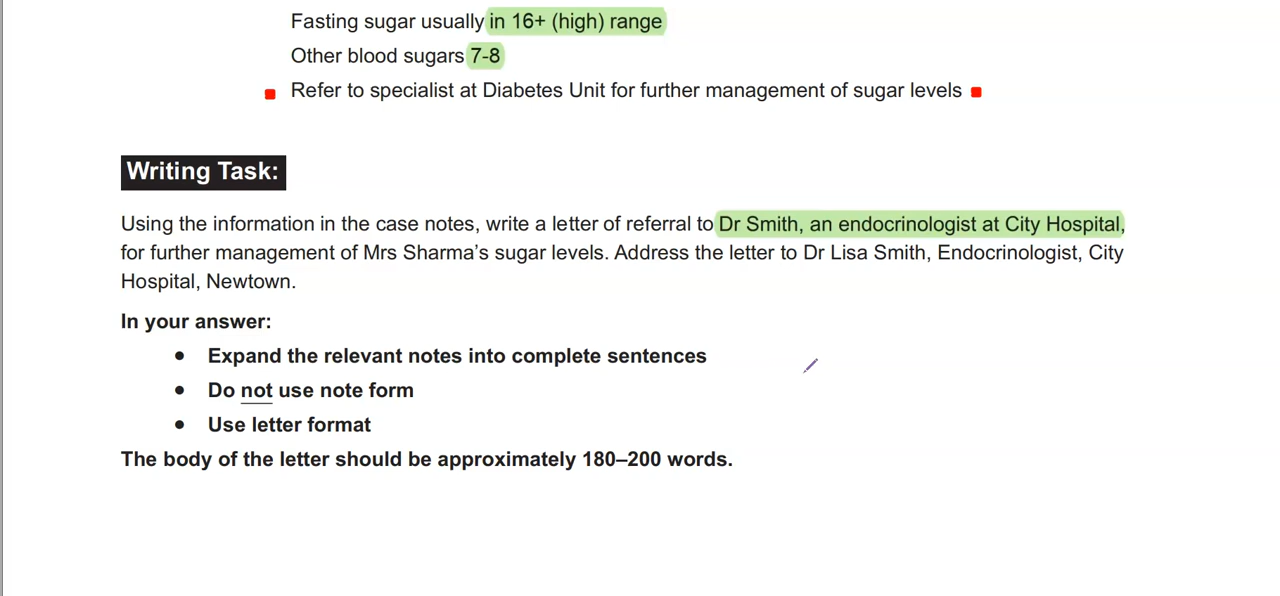 Fasting sugar usually in 16+ (high) range
Other blood sugars 7-8
Refer to specialist at Diabetes Unit for further management of sugar levels
Writing Task:
Using the information in the case notes, write a letter of referral to Dr Smith, an endocrinologist at City Hospital,
for further management of Mrs Sharma's sugar levels. Address the letter to Dr Lisa Smith, Endocrinologist, City
Hospital, Newtown.
In your answer:
• Expand the relevant notes into complete sentences
• Do not use note form
• Use letter format
The body of the letter should be approximately 180–200 words.